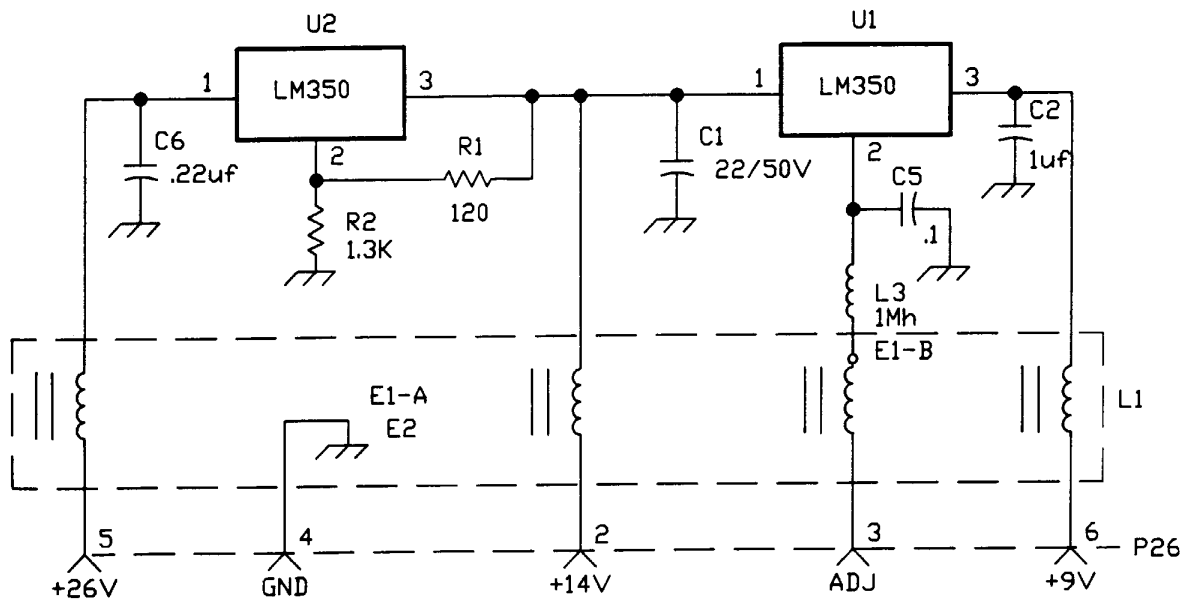 U2
U1
1
LM350
3
1
LM350
3
C6
.22uf
2
R1
120
R2
1.3K
C1
22/50V
2
C5
.1
C2
1uf
L3
1Mh
E1-B
E1-A
E2
L1
5
4
2
3
6
P26
+26V
GND
+14V
ADJ
+9V